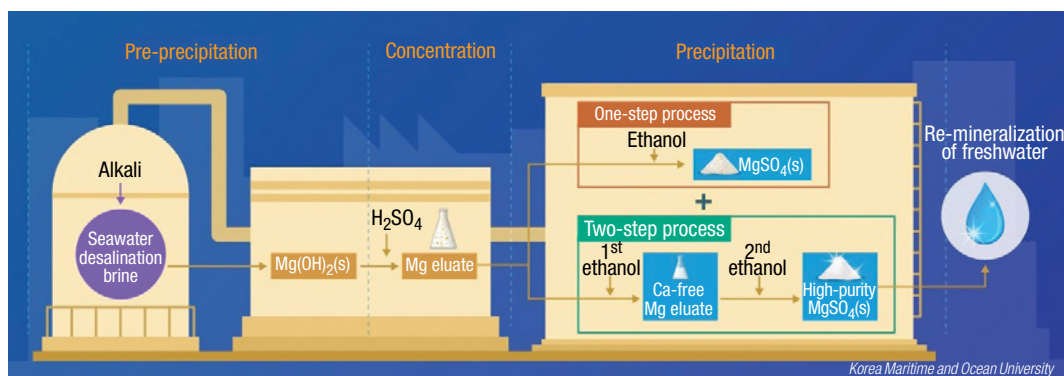 Pre-precipitation
Concentration
Precipitation
Alkali
Seawater
desalination
brine
Mg(OH)₂(s)
H₂SO₄
Mg eluate
One-step process
Ethanol
MgSO₄(s)
+
Two-step process
1st
ethanol
Ca-free
Mg eluate
2nd
ethanol
High-purity
MgSO₄(s)
Re-mineralization
of freshwater
Korea Maritime and Ocean University